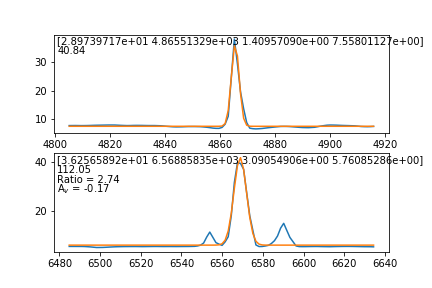 [2.89739717e+01 4.86551329e+03 1.40957090e+00 7.55801127e+00]
40.84
30
20
10
4800 4820 4840 4860 4880 4900 4920
[3.62565892e+01 6.56885835e+03 3.09054906e+00 5.76085286e+00]
112.05
Ratio = 2.74
Aν = -0.17
40
20
6480 6500 6520 6540 6560 6580 6600 6620 6640